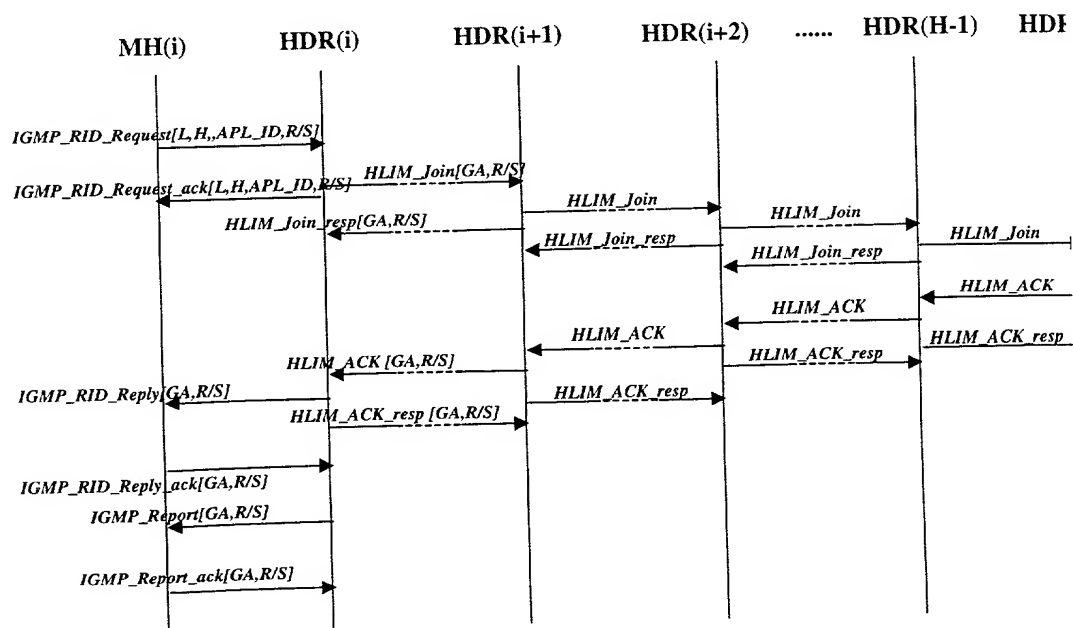 MH(i) HDR(i) HDR(i+1) HDR(i+2) ...... HDR(H-1)
IGMP_RID_Request[L,H,,APL_ID,R/S]
HLIM_Join[GA,R/S]
IGMP_RID_Request_ack[L,H,APL_ID,R/S]
HLIM_Join
HLIM_Join
HLIM_Join_resp[GA,R/S]
HLIM_Join_resp
HLIM_Join
HLIM_Join_resp
HLIM_ACK
HLIM_ACK
HLIM_ACK
HLIM_ACK_resp
HLIM_ACK [GA,R/S]
HLIM_ACK_resp
IGMP_RID_Reply[GA,R/S]
HLIM_ACK_resp
HLIM_ACK_resp [GA,R/S]
IGMP_RID_Reply_ack[GA,R/S]
IGMP_Report[GA,R/S]
IGMP_Report_ack[GA,R/S]